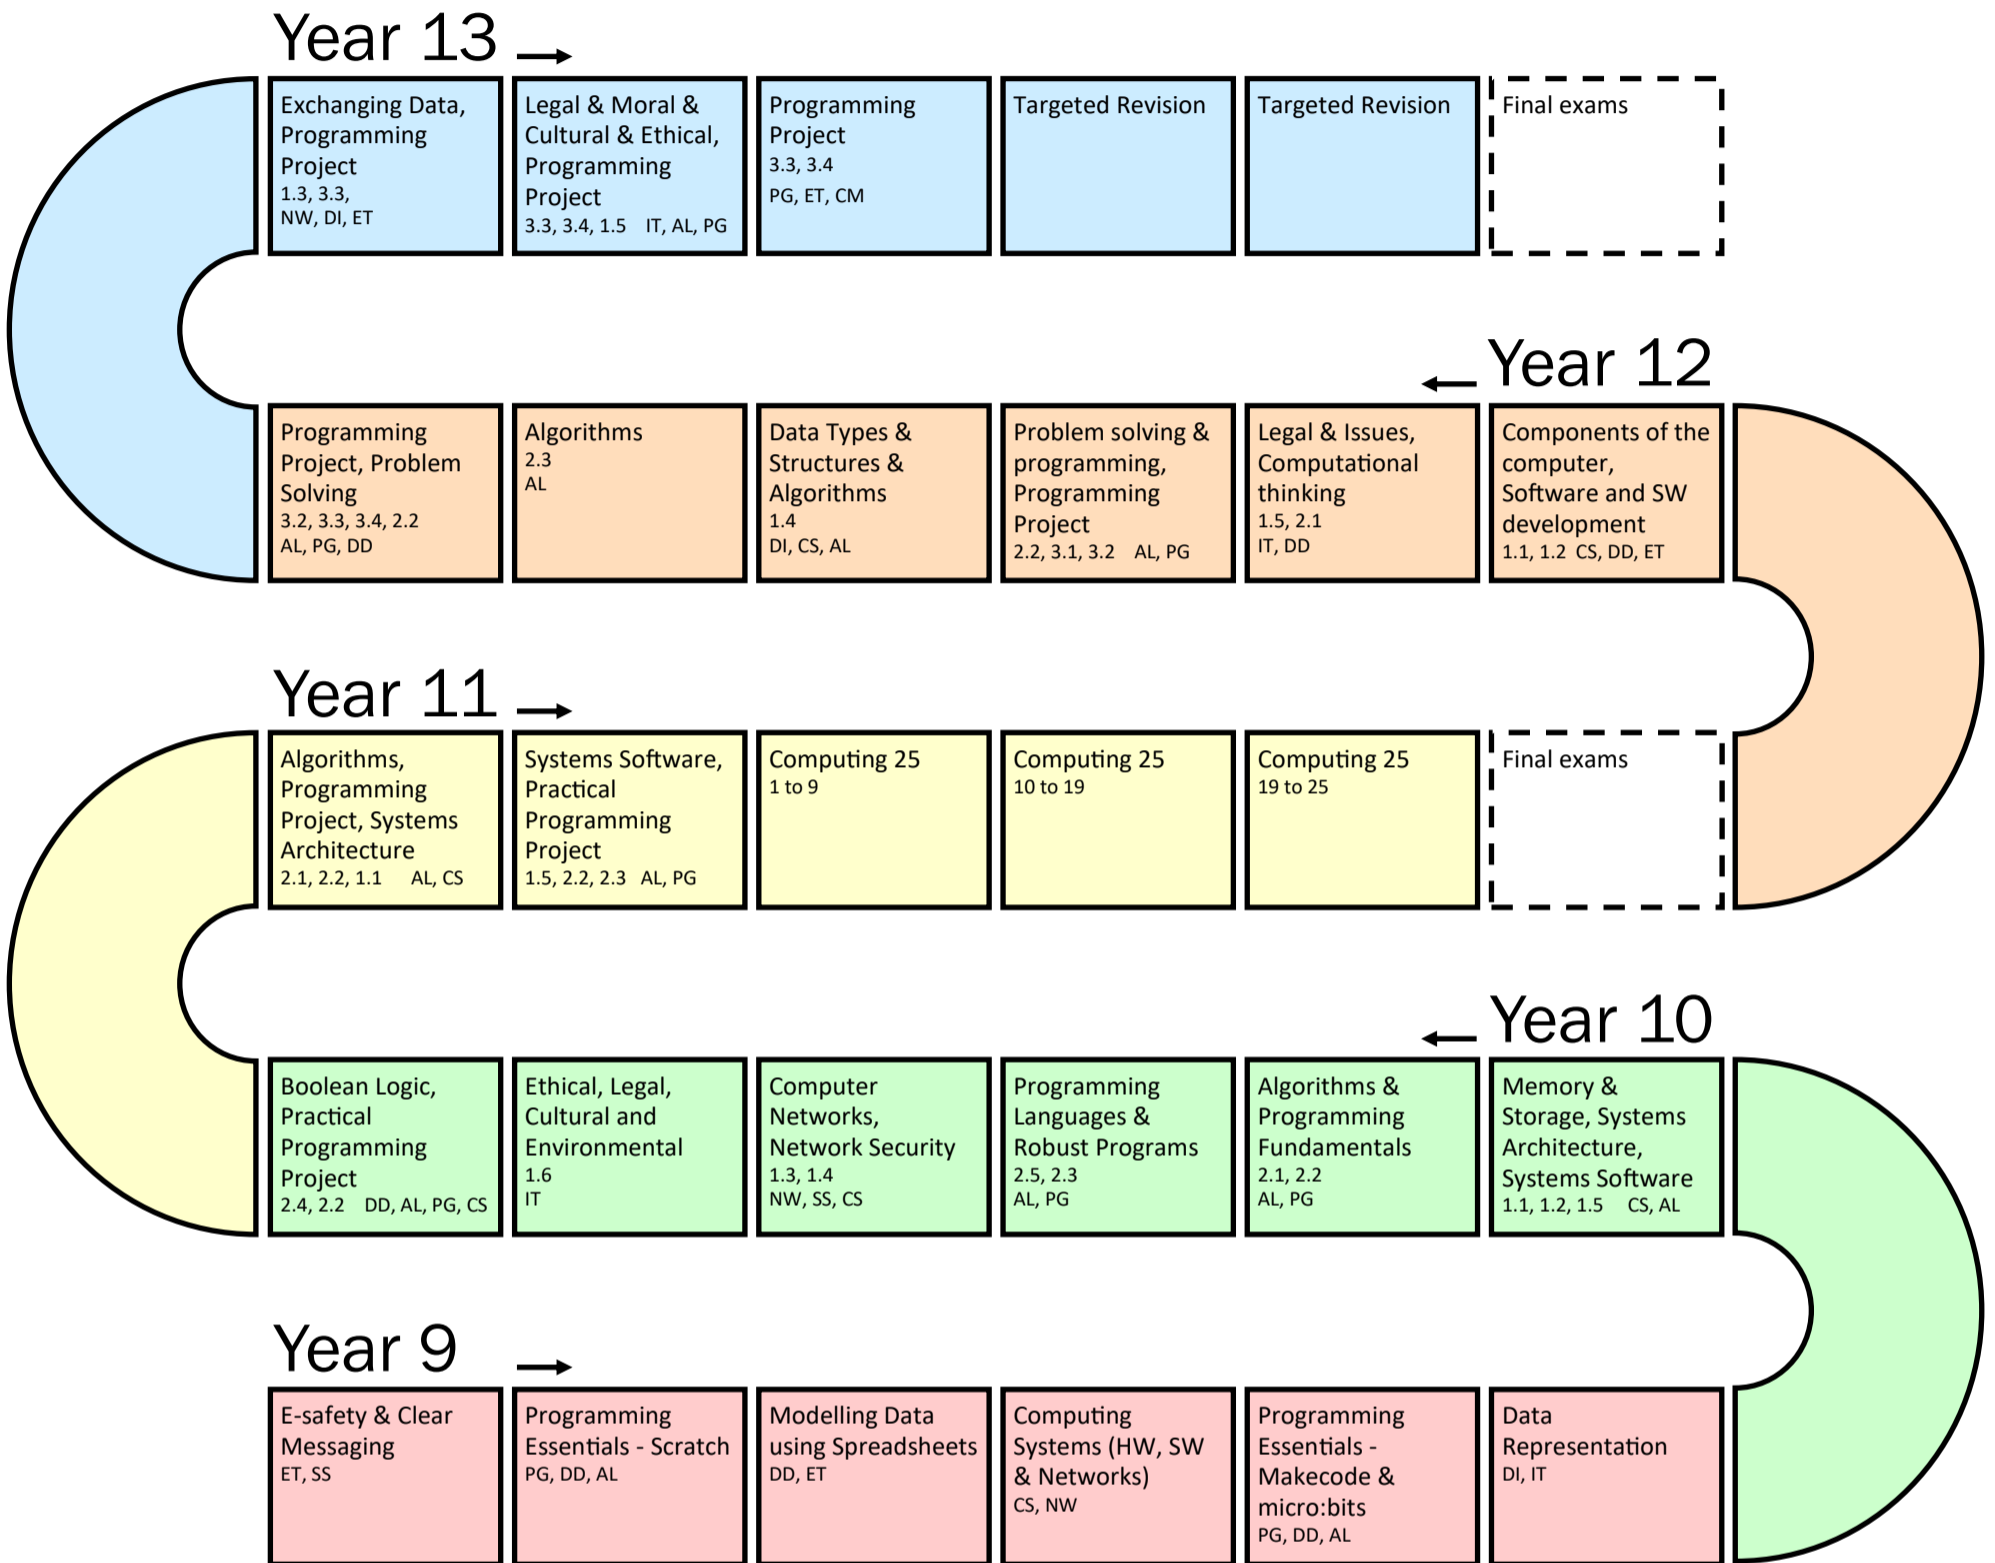 Year 13
Exchanging Data,
Programming
Project
1.3, 3.3,
NW, DI, ET
Legal & Moral &
Cultural & Ethical,
Programming
Project
3.3, 3.4, 1.5 IT, AL, PG
Programming
Project
3.3, 3.4
PG, ET, CM
Targeted Revision
Targeted Revision
Final exams
Year 12
Programming
Project, Problem
Solving
3.2, 3.3, 3.4, 2.2
AL, PG, DD
Algorithms
2.3
AL
Data Types &
Structures &
Algorithms
1.4
DI, CS, AL
Problem solving &
programming,
Programming
Project
2.2, 3.1, 3.2 AL, PG
Legal & Issues,
Computational
thinking
1.5, 2.1
IT, DD
Components of the
computer,
Software and SW
development
1.1, 1.2 CS, DD, ET
Year 11
Algorithms,
Programming
Project, Systems
Architecture
2.1, 2.2, 1.1 AL, CS
Systems Software,
Practical
Programming
Project
1.5, 2.2, 2.3 AL, PG
Computing 25
1 to 9
Computing 25
10 to 19
Computing 25
19 to 25
Final exams
Year 10
Boolean Logic,
Practical
Programming
Project
2.4, 2.2 DD, AL, PG, CS
Ethical, Legal,
Cultural and
Environmental
1.6
IT
Computer
Networks,
Network Security
1.3, 1.4
NW, SS, CS
Programming
Languages &
Robust Programs
2.5, 2.3
AL, PG
Algorithms &
Programming
Fundamentals
2.1, 2.2
AL, PG
Memory &
Storage, Systems
Architecture,
Systems Software
1.1, 1.2, 1.5 CS, AL
Year 9
E-safety & Clear
Messaging
ET, SS
Programming
Essentials - Scratch
PG, DD, AL
Modelling Data
using Spreadsheets
DD, ET
Computing
Systems (HW, SW
& Networks)
CS, NW
Programming
Essentials -
Makecode &
micro:bits
PG, DD, AL
Data
Representation
DI, IT